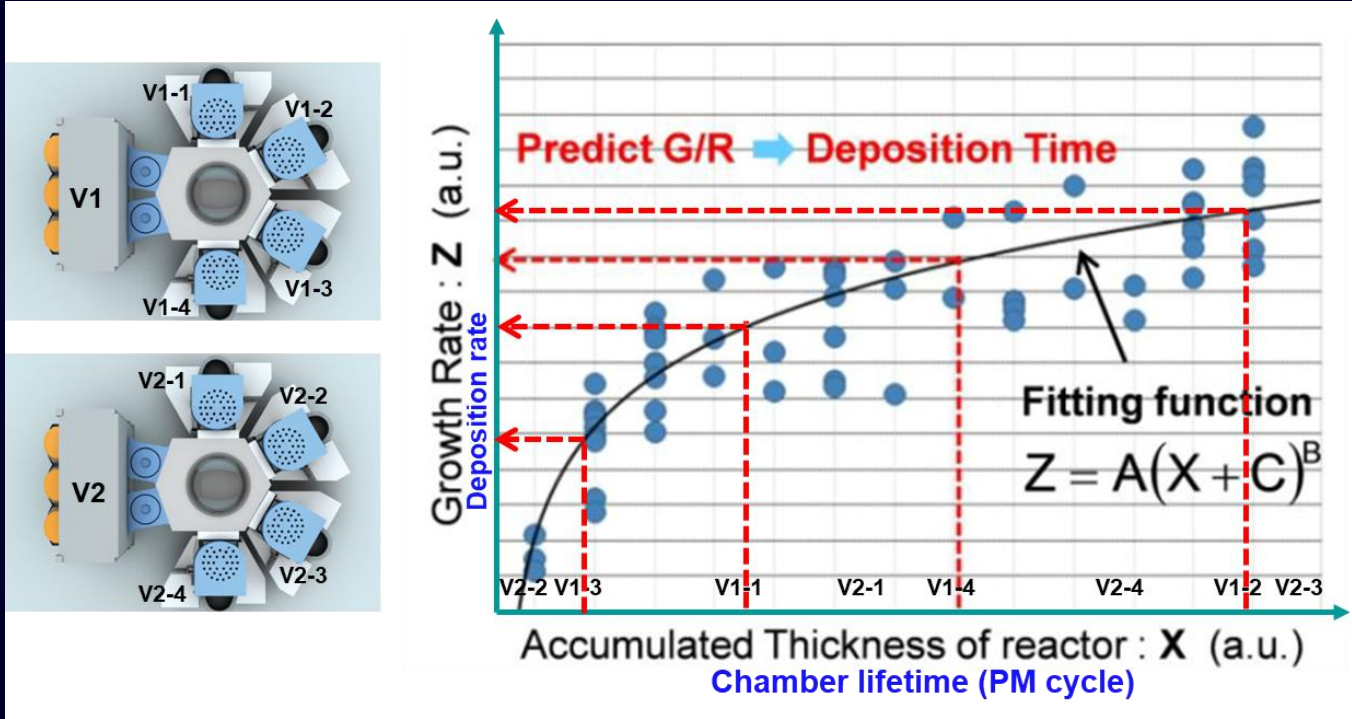 V1-1
V1-2
V1
V1-3
V1-4
V2-1
V2-2
V2
V2-3
V2-4
Predict G/R ➡ Deposition Time
Growth Rate : Z (a.u.)
Deposition rate
Fitting function
Z = A(X + C)^B
V2-2 V1-3 V1-1 V2-1 V1-4 V2-4 V1-2 V2-3
Accumulated Thickness of reactor : X (a.u.)
Chamber lifetime (PM cycle)